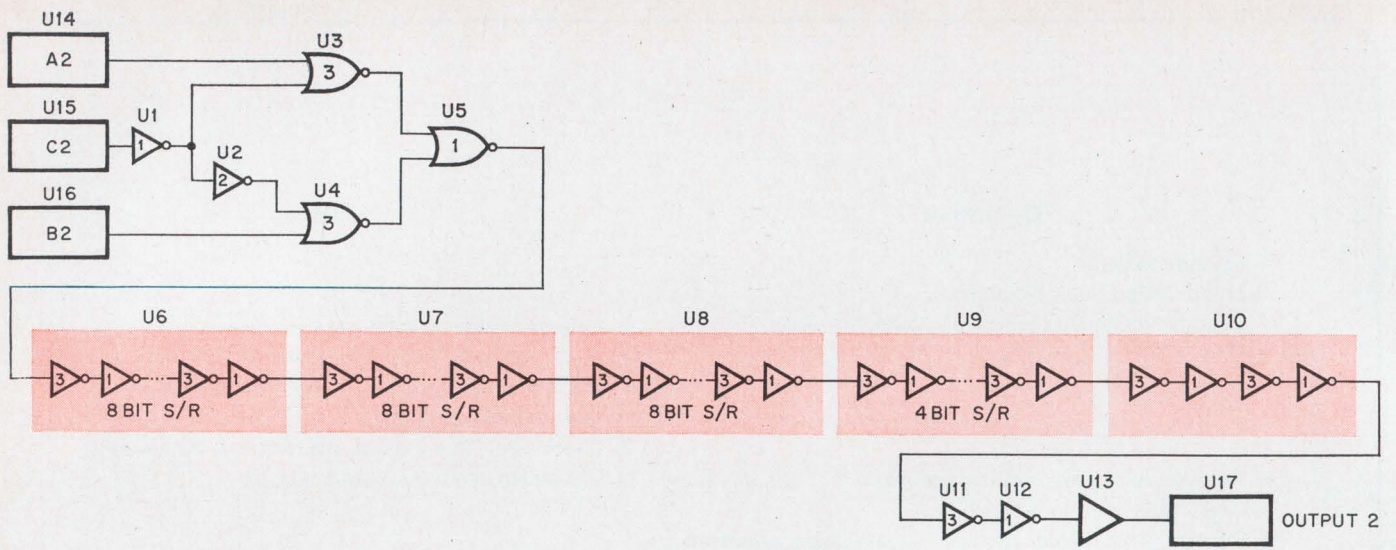 U14
A2
U3
3
U15
C2
U1
1
U2
2
U5
1
U16
B2
U4
3
U6
U7
U8
U9
U10
3 1 3 1
8 BIT S/R
3 1 3 1
8 BIT S/R
3 1 3 1
8 BIT S/R
3 1 3 1
4 BIT S/R
3 1 3 1
U11
3
U12
1
U13
U17
OUTPUT 2